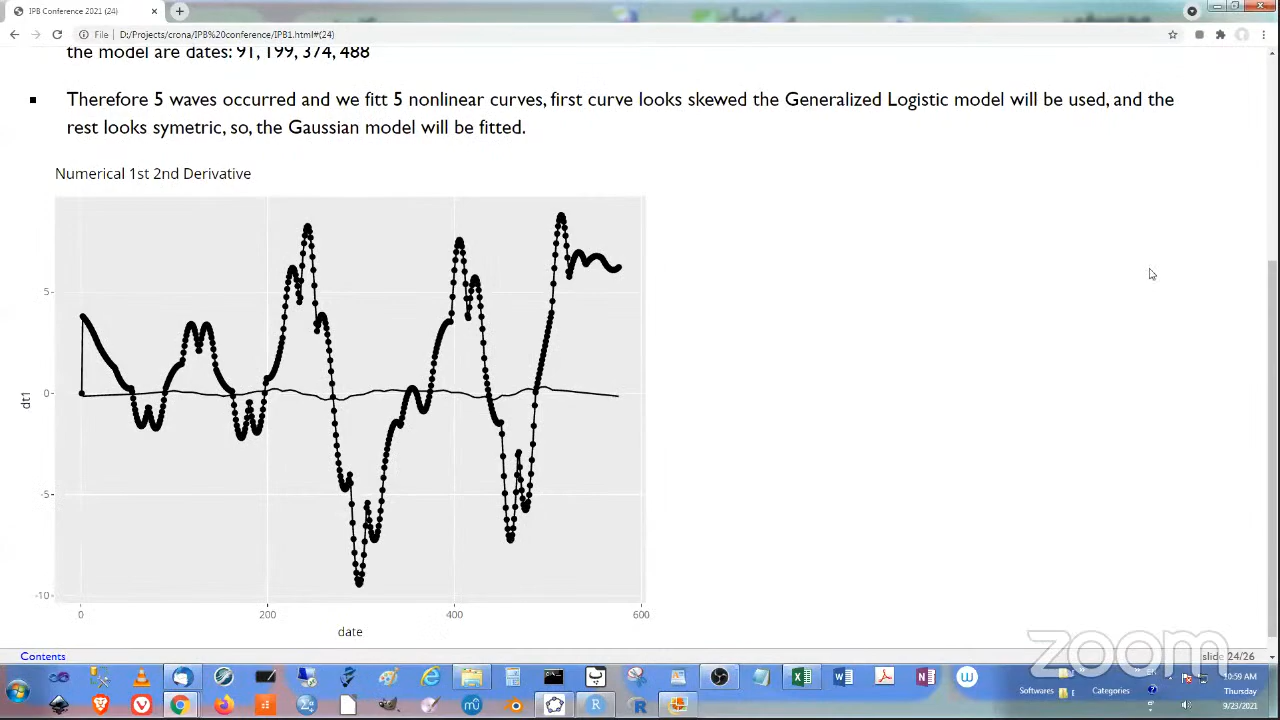 IPB Conference 2021 (24)
File D:/Projects/crona/IPB%20conference/IPB1.html#(24)
the model are dates: 91, 199, 374, 488
Therefore 5 waves occurred and we fitt 5 nonlinear curves, first curve looks skewed the Generalized Logistic model will be used, and the
rest looks symetric, so, the Gaussian model will be fitted.
Numerical 1st 2nd Derivative
5
0
-5
-10
dt1
0 200 400 600
date
Contents
slide 24/26
zoom
Softwares
Categories
10:59 AM
Thursday
9/23/2021